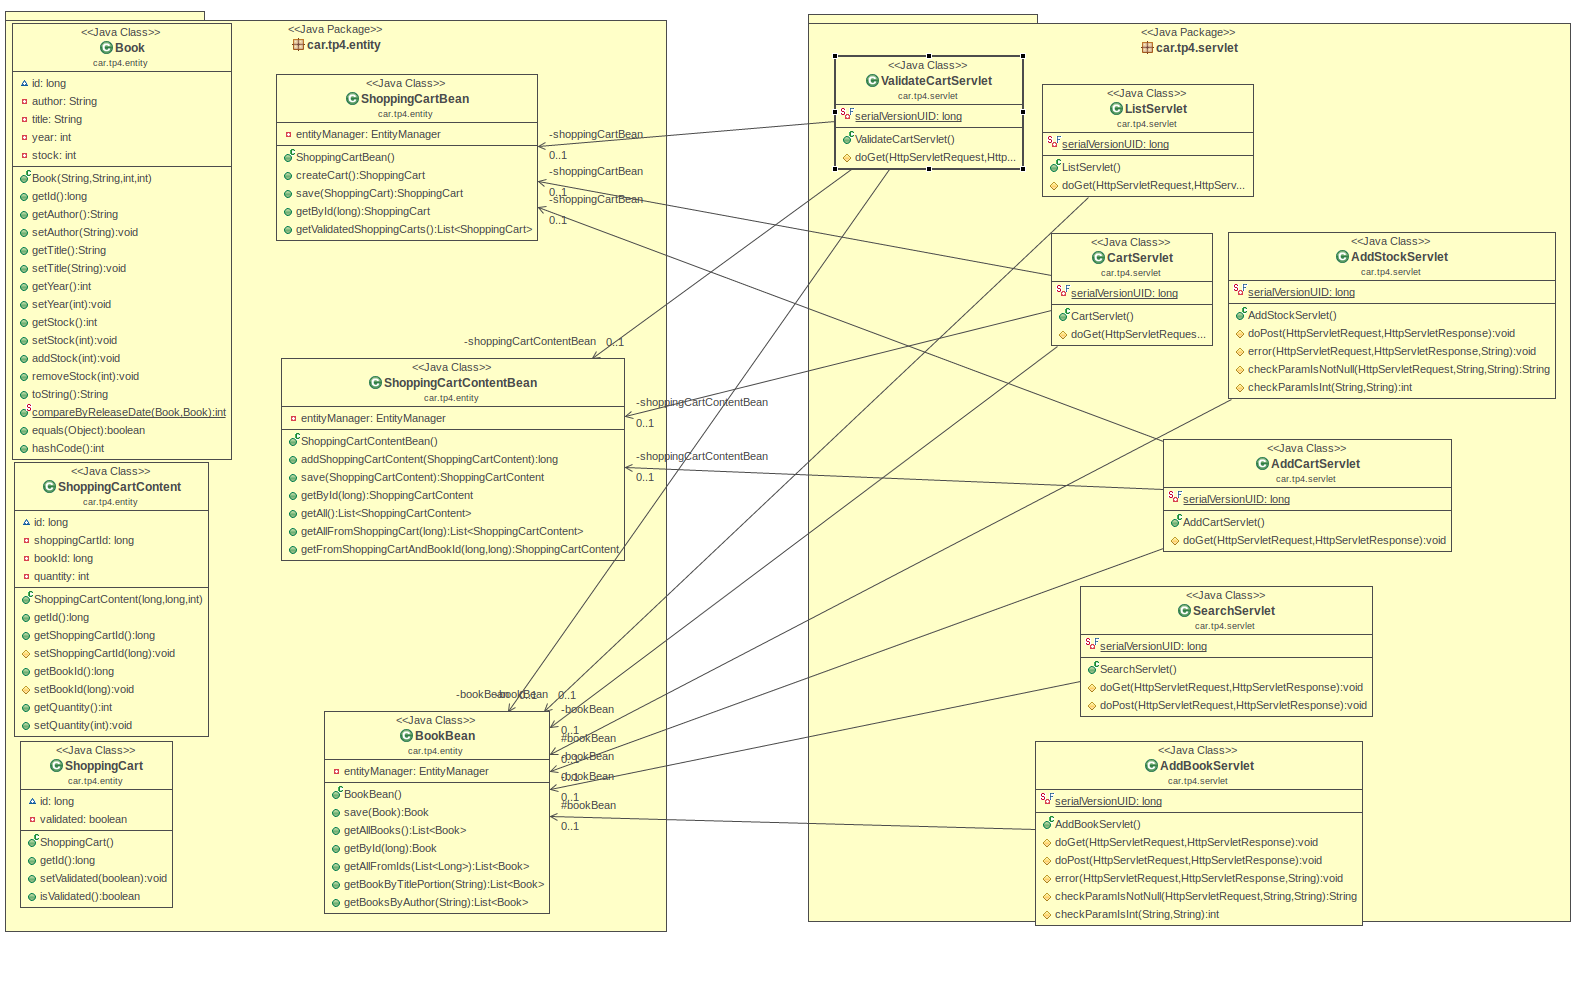 <<Java Package>>
car.tp4.entity
<<Java Class>>
Book
car.tp4.entity
id: long
author: String
title: String
year: int
stock: int
Book(String,String,int,int)
getId():long
getAuthor():String
setAuthor(String):void
getTitle():String
setTitle(String):void
getYear():int
setYear(int):void
getStock():int
setStock(int):void
addStock(int):void
removeStock(int):void
toString():String
compareByReleaseDate(Book,Book):int
equals(Object):boolean
hashCode():int
<<Java Class>>
ShoppingCartContent
car.tp4.entity
id: long
shoppingCartId: long
bookId: long
quantity: int
ShoppingCartContent(long,long,int)
getId():long
getShoppingCartId():long
setShoppingCartId(long):void
getBookId():long
setBookId(long):void
getQuantity():int
setQuantity(int):void
<<Java Class>>
ShoppingCart
car.tp4.entity
id: long
validated: boolean
ShoppingCart()
getId():long
setValidated(boolean):void
isValidated():boolean
<<Java Class>>
ShoppingCartBean
car.tp4.entity
entityManager: EntityManager
ShoppingCartBean()
createCart():ShoppingCart
save(ShoppingCart):ShoppingCart
getById(long):ShoppingCart
getValidatedShoppingCarts():List<ShoppingCart>
-shoppingCartBean
0..1
-shoppingCartBean
0..1
-shoppingCartBean
0..1
-shoppingCartContentBean
0..1
<<Java Class>>
ShoppingCartContentBean
car.tp4.entity
entityManager: EntityManager
ShoppingCartContentBean()
addShoppingCartContent(ShoppingCartContent):long
save(ShoppingCartContent):ShoppingCartContent
getById(long):ShoppingCartContent
getAll():List<ShoppingCartContent>
getAllFromShoppingCart(long):List<ShoppingCartContent>
getFromShoppingCartAndBookId(long,long):ShoppingCartContent
-shoppingCartContentBean
0..1
-shoppingCartContentBean
0..1
-bookBean
0..1
-bookBean
0..1
<<Java Class>>
BookBean
car.tp4.entity
entityManager: EntityManager
BookBean()
save(Book):Book
getAllBooks():List<Book>
getById(long):Book
getAllFromIds(List<Long>):List<Book>
getBookByTitlePortion(String):List<Book>
getBooksByAuthor(String):List<Book>
-bookBean
0..1
#bookBean
0..1
-bookBean
0..1
-bookBean
0..1
#bookBean
0..1
<<Java Package>>
car.tp4.servlet
<<Java Class>>
ValidateCartServlet
car.tp4.servlet
serialVersionUID: long
ValidateCartServlet()
doGet(HttpServletRequest,Http...
<<Java Class>>
ListServlet
car.tp4.servlet
serialVersionUID: long
ListServlet()
doGet(HttpServletRequest,HttpServ...
<<Java Class>>
CartServlet
car.tp4.servlet
serialVersionUID: long
CartServlet()
doGet(HttpServletReques...
<<Java Class>>
AddStockServlet
car.tp4.servlet
serialVersionUID: long
AddStockServlet()
doPost(HttpServletRequest,HttpServletResponse):void
error(HttpServletRequest,HttpServletResponse,String):void
checkParamIsNotNull(HttpServletRequest,String,String):String
checkParamIsInt(String,String):int
<<Java Class>>
AddCartServlet
car.tp4.servlet
serialVersionUID: long
AddCartServlet()
doGet(HttpServletRequest,HttpServletResponse):void
<<Java Class>>
SearchServlet
car.tp4.servlet
serialVersionUID: long
SearchServlet()
doGet(HttpServletRequest,HttpServletResponse):void
doPost(HttpServletRequest,HttpServletResponse):void
<<Java Class>>
AddBookServlet
car.tp4.servlet
serialVersionUID: long
AddBookServlet()
doGet(HttpServletRequest,HttpServletResponse):void
doPost(HttpServletRequest,HttpServletResponse):void
error(HttpServletRequest,HttpServletResponse,String):void
checkParamIsNotNull(HttpServletRequest,String,String):String
checkParamIsInt(String,String):int